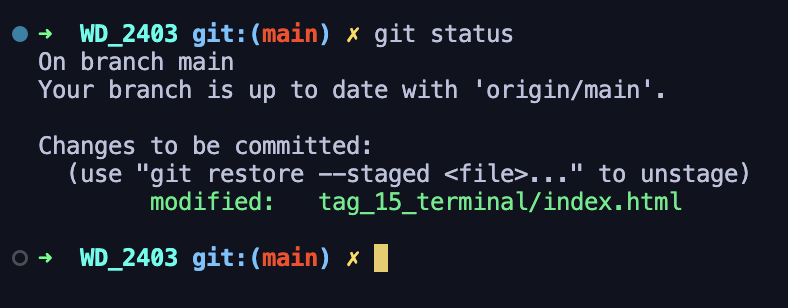 ➜  WD_2403 git:(main) ✗ git status
On branch main
Your branch is up to date with 'origin/main'.

Changes to be committed:
  (use "git restore --staged <file>..." to unstage)
        modified:   tag_15_terminal/index.html

➜  WD_2403 git:(main) ✗